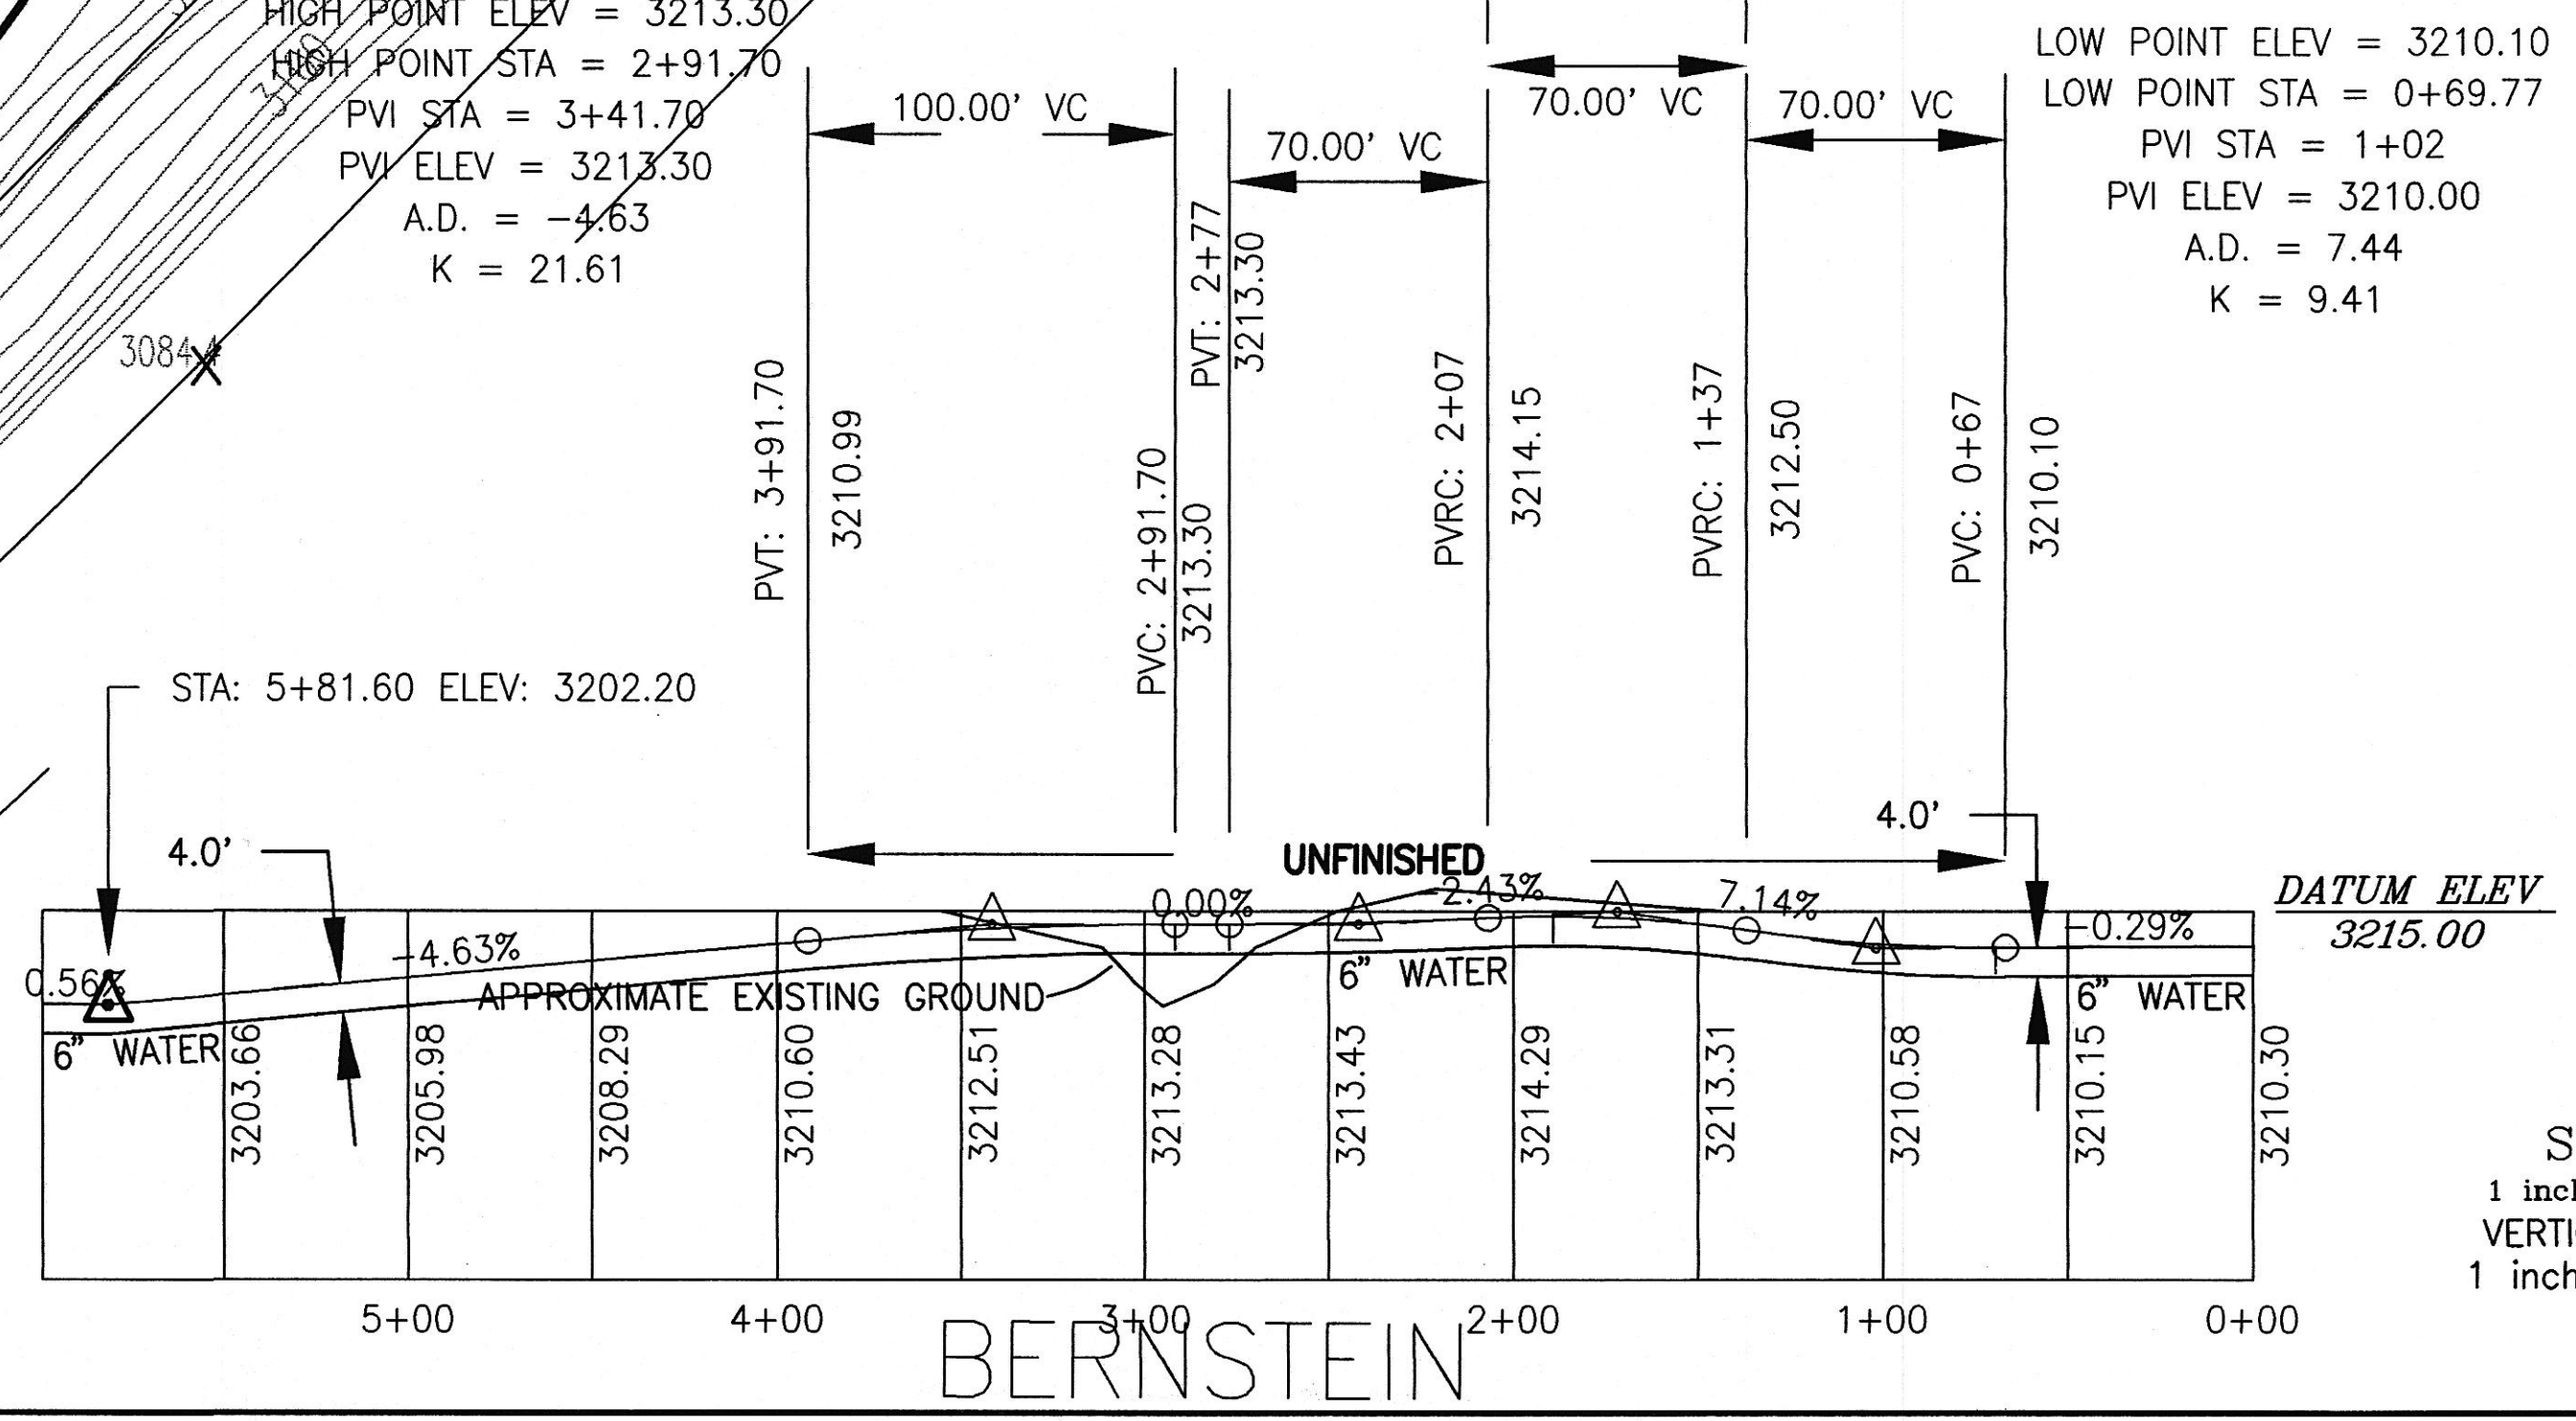 HIGH POINT ELEV = 3213.30
HIGH POINT STA = 2+91.70
PVI STA = 3+41.70
PVI ELEV = 3213.30
A.D. = -4.63
K = 21.61
3180
3084.4
100.00' VC
70.00' VC
70.00' VC
70.00' VC
LOW POINT ELEV = 3210.10
LOW POINT STA = 0+69.77
PVI STA = 1+02
PVI ELEV = 3210.00
A.D. = 7.44
K = 9.41
PVT: 3+91.70
3210.99
PVC: 2+91.70
3213.30
PVT: 2+77
3213.30
PVRC: 2+07
3214.15
PVRC: 1+37
3212.50
PVC: 0+67
3210.10
STA: 5+81.60 ELEV: 3202.20
4.0'
UNFINISHED
4.0'
DATUM ELEV
3215.00
0.56%
-4.63%
0.00%
-2.43%
7.14%
-0.29%
APPROXIMATE EXISTING GROUND
6" WATER
6" WATER
6" WATER
3203.66
3205.98
3208.29
3210.60
3212.51
3213.28
3213.43
3214.29
3213.31
3210.58
3210.15
3210.30
S
1 incl
VERTI
1 inch
5+00
4+00
3+00
2+00
1+00
0+00
BERNSTEIN